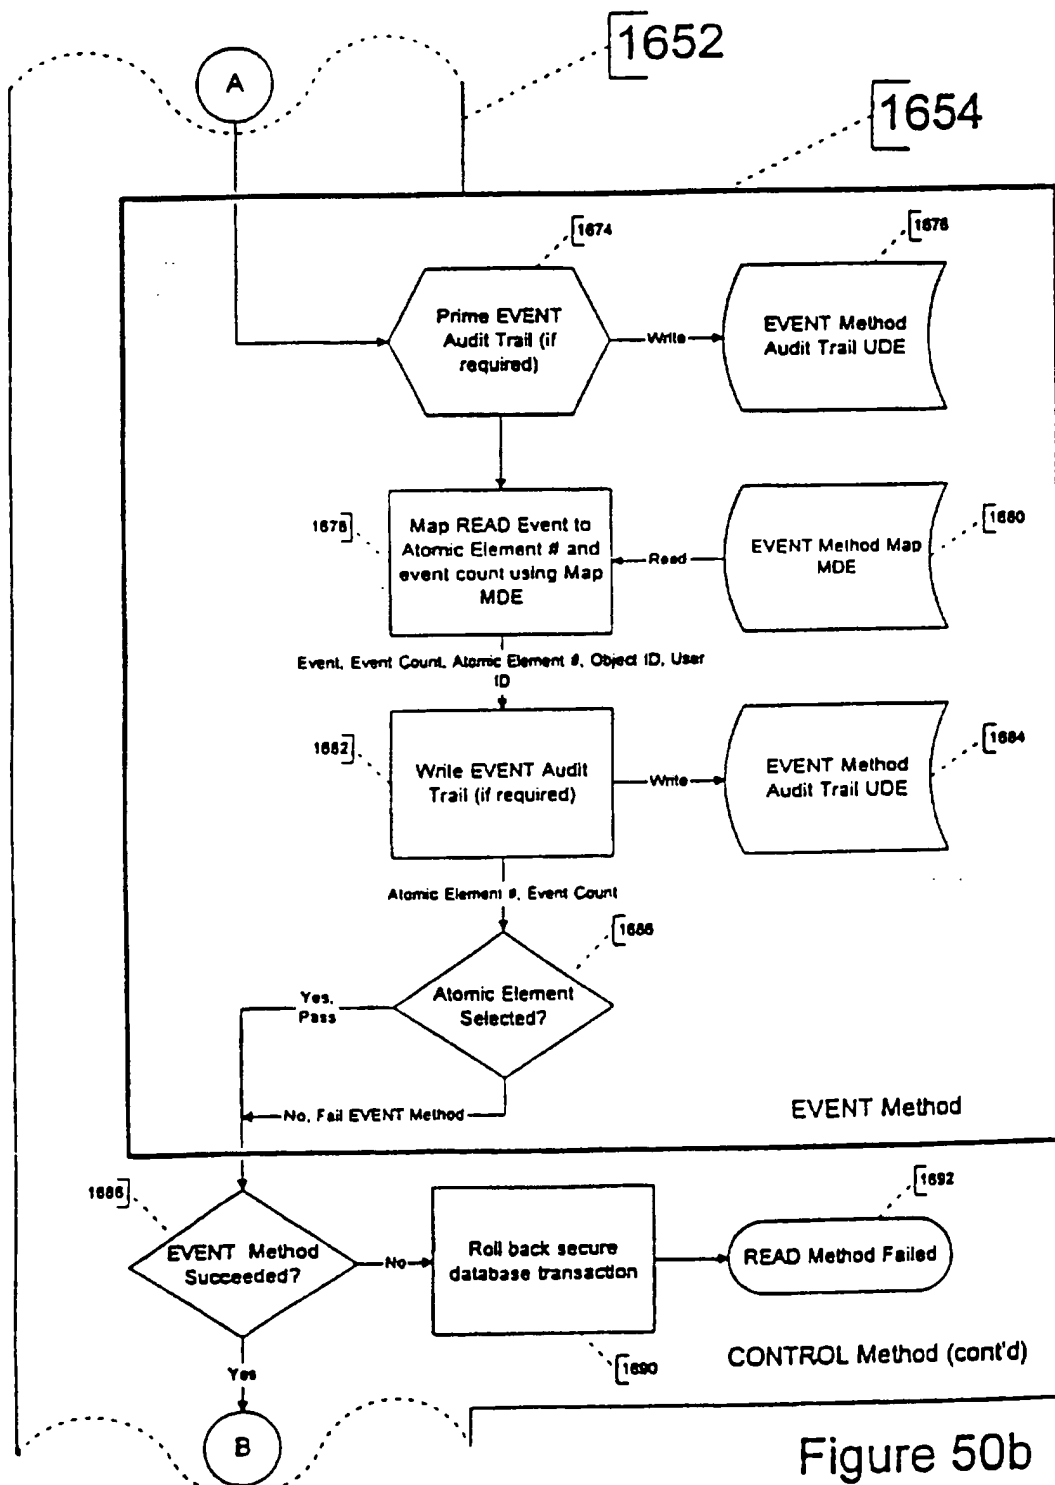 1652
A
1654
1674
1676
Prime EVENT
Audit Trail (if
required)
Write
EVENT Method
Audit Trail UDE
1678
Map READ Event to
Atomic Element # and
event count using Map
MDE
Read
EVENT Method Map
MDE
1680
Event, Event Count, Atomic Element #, Object ID, User
ID
1682
Write EVENT Audit
Trail (if required)
Write
EVENT Method
Audit Trail UDE
1684
Atomic Element #, Event Count
1686
Atomic Element
Selected?
Yes,
Pass
No, Fail EVENT Method
EVENT Method
1686
EVENT Method
Succeeded?
No
Roll back secure
database transaction
1692
READ Method Failed
Yes
1690
CONTROL Method (cont'd)
B
Figure 50b